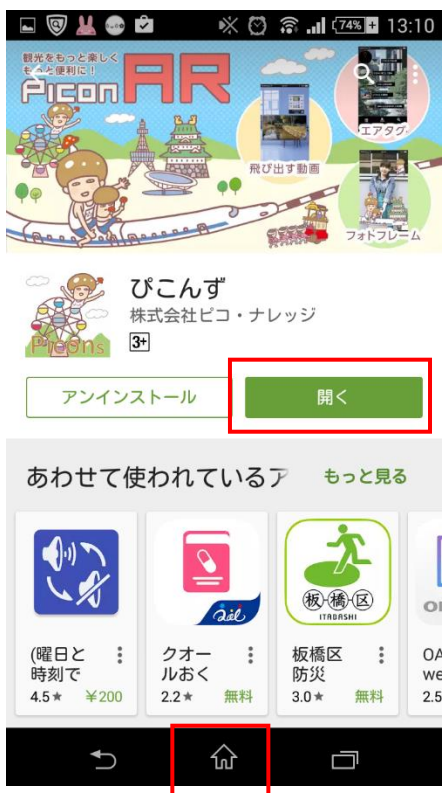 74%
13:10
観光をもっと楽しく
もっと便利に！
Picon AR
飛び出す動画
エアタグ
フォトフレーム
Picons
ぴこんず
株式会社ピコ・ナレッジ
3+
アンインストール
開く
あわせて使われているア
もっと見る
(曜日と
時刻で
4.5★ ¥200
クオー
ルおく
2.2★ 無料
板・橋・区
ITABASHI
板橋区
防災
3.0★ 無料
OA
we
2.5